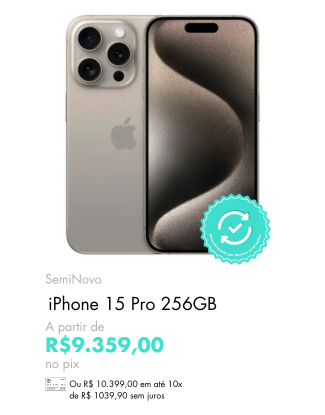 SemiNovo
iPhone 15 Pro 256GB
A partir de
R$9.359,00
no pix
Ou R$ 10.399,00 em até 10x
de R$ 1039,90 sem juros